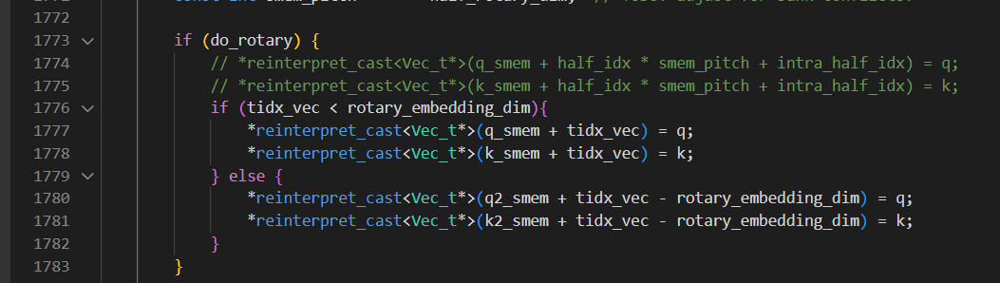 1772
1773 if (do_rotary) {
1774 // *reinterpret_cast<Vec_t*>(q_smem + half_idx * smem_pitch + intra_half_idx) = q;
1775 // *reinterpret_cast<Vec_t*>(k_smem + half_idx * smem_pitch + intra_half_idx) = k;
1776 if (tidx_vec < rotary_embedding_dim){
1777 *reinterpret_cast<Vec_t*>(q_smem + tidx_vec) = q;
1778 *reinterpret_cast<Vec_t*>(k_smem + tidx_vec) = k;
1779 } else {
1780 *reinterpret_cast<Vec_t*>(q2_smem + tidx_vec - rotary_embedding_dim) = q;
1781 *reinterpret_cast<Vec_t*>(k2_smem + tidx_vec - rotary_embedding_dim) = k;
1782 }
1783 }